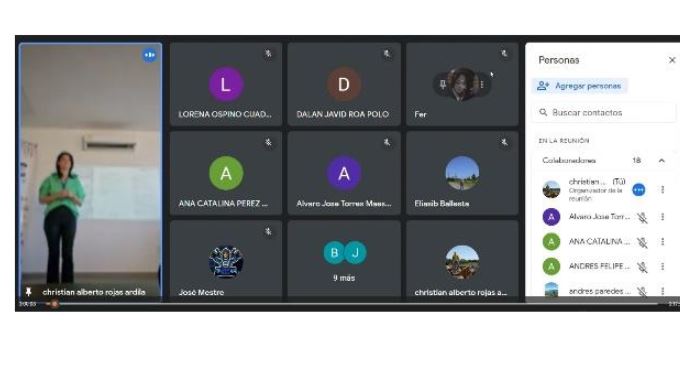 Personas
Agregar personas
Buscar contactos
EN LA REUNIÓN
Colaboradores 18
christian... (Tú)
Organizador de la
reunión
Alvaro Jose Torr...
ANA CATALINA ...
ANDRES FELIPE ...
andres paredes ...
L
LORENA OSPINO CUAD...
D
DALAN JAVID ROA POLO
Fer
A
ANA CATALINA PEREZ ...
A
Alvaro Jose Torres Maes...
Eliasib Ballesta
José Mestre
B J
9 más
christian alberto rojas a...
christian alberto rojas ardila
A
A
A